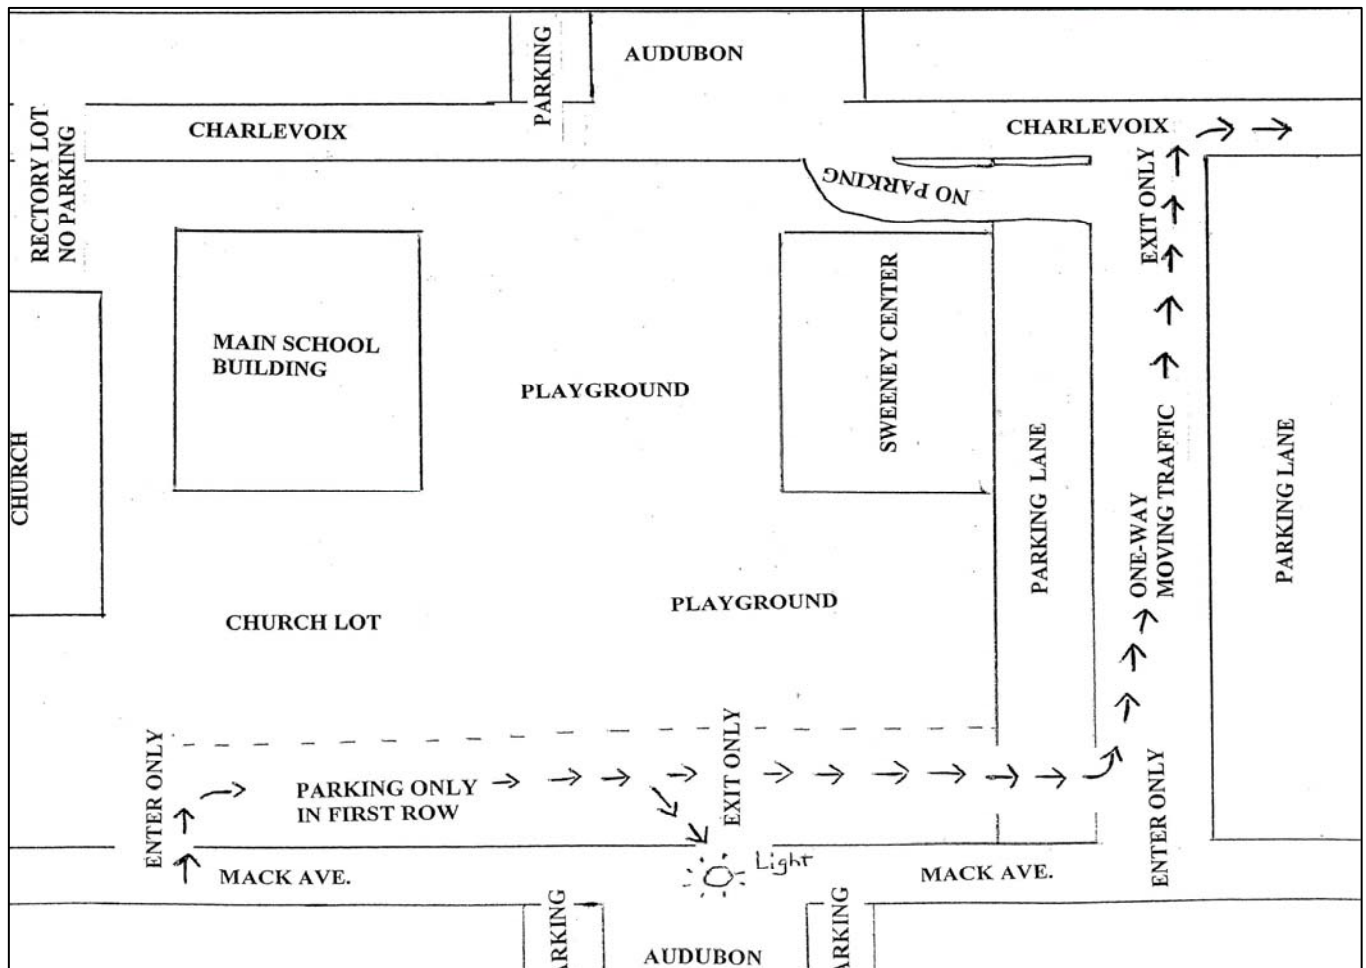 PARKING
AUDUBON
CHARLEVOIX
CHARLEVOIX
RECTORY LOT
NO PARKING
NO PARKING
EXIT ONLY
MAIN SCHOOL
BUILDING
SWEENEY CENTER
PLAYGROUND
CHURCH
PARKING LANE
ONE-WAY
MOVING TRAFFIC
PARKING LANE
CHURCH LOT
PLAYGROUND
ENTER ONLY
PARKING ONLY
IN FIRST ROW
EXIT ONLY
ENTER ONLY
Light
MACK AVE.
MACK AVE.
ARKING
AUDUBON
ARKING